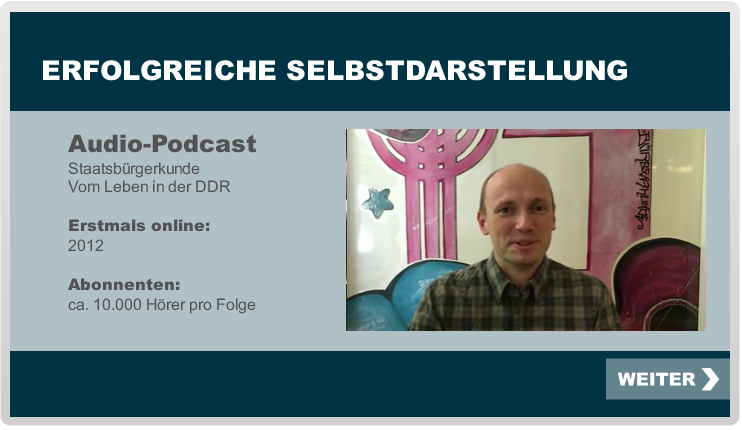 ERFOLGREICHE SELBSTDARSTELLUNG
Audio-Podcast
Staatsbürgerkunde
Vom Leben in der DDR
Erstmals online:
2012
Abonnenten:
ca. 10.000 Hörer pro Folge
WEITER